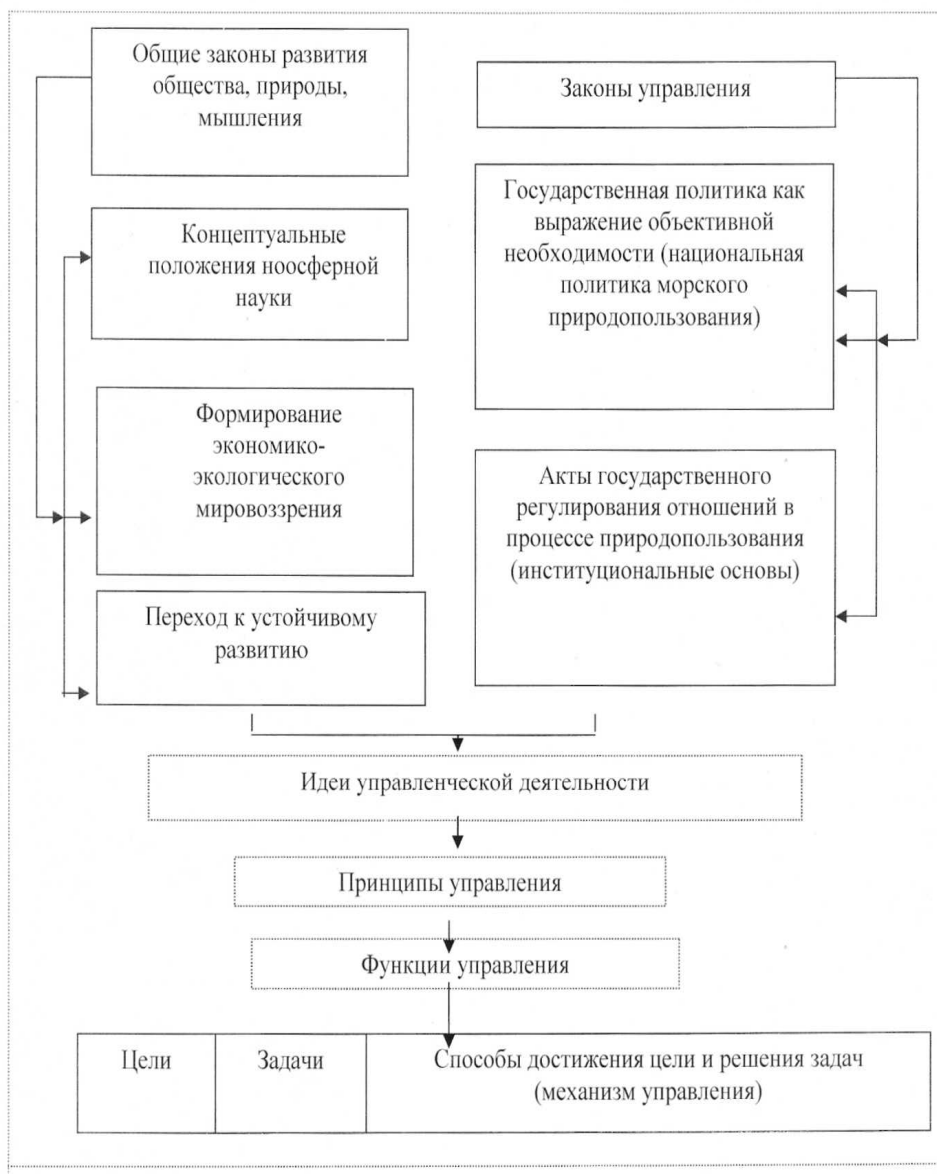 Общие законы развития
общества, природы,
мышления
Законы управления
Концептуальные
положения ноосферной
науки
Государственная политика как
выражение объективной
необходимости (национальная
политика морского
природопользования)
Формирование
экономико-
экологического
мировоззрения
Акты государственного
регулирования отношений в
процессе природопользования
(институциональные основы)
Переход к устойчивому
развитию
Идеи управленческой деятельности
Принципы управления
Функции управления
Цели
Задачи
Способы достижения цели и решения задач
(механизм управления)